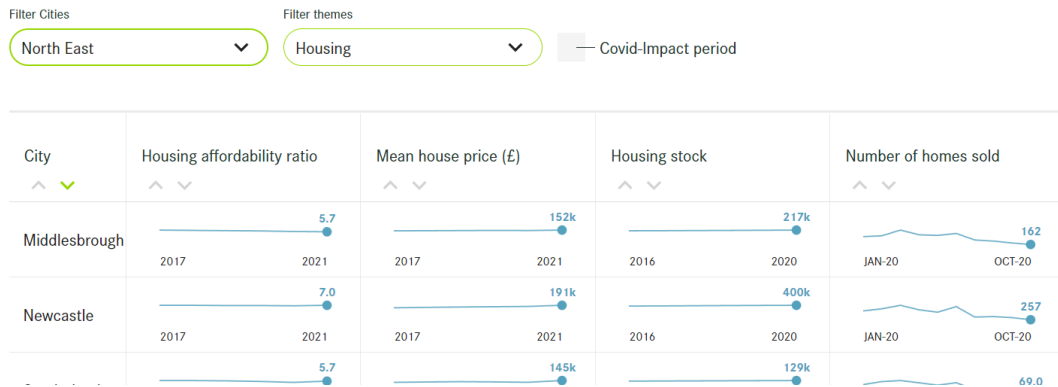 Filter Cities
Filter themes
North East
Housing
Covid-Impact period
City
Housing affordability ratio
Mean house price (£)
Housing stock
Number of homes sold
Middlesbrough
5.7
2017
2021
152k
2017
2021
217k
2016
2020
162
JAN-20
OCT-20
Newcastle
7.0
2017
2021
191k
2017
2021
400k
2016
2020
257
JAN-20
OCT-20
5.7
145k
129k
69.0